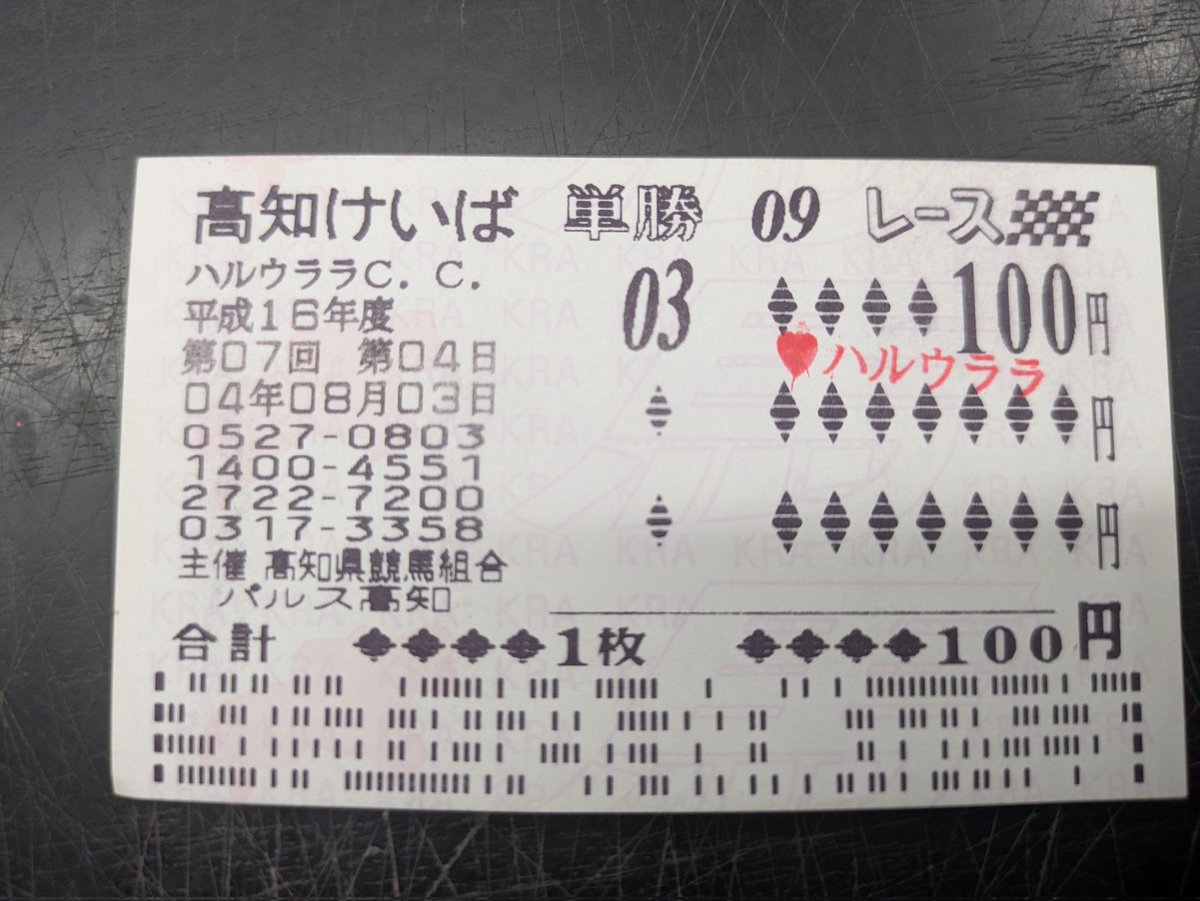 高知けいば 単勝 09 レース
ハルウララC. C.
03 100円
平成16年度
ハルウララ
第07回 第04日
04年08月03日
円
0527-0803
1400-4551
2722-7200
円
0317-3358
主催 高知県競馬組合
パルス高知
合計 1枚 100円
KRA